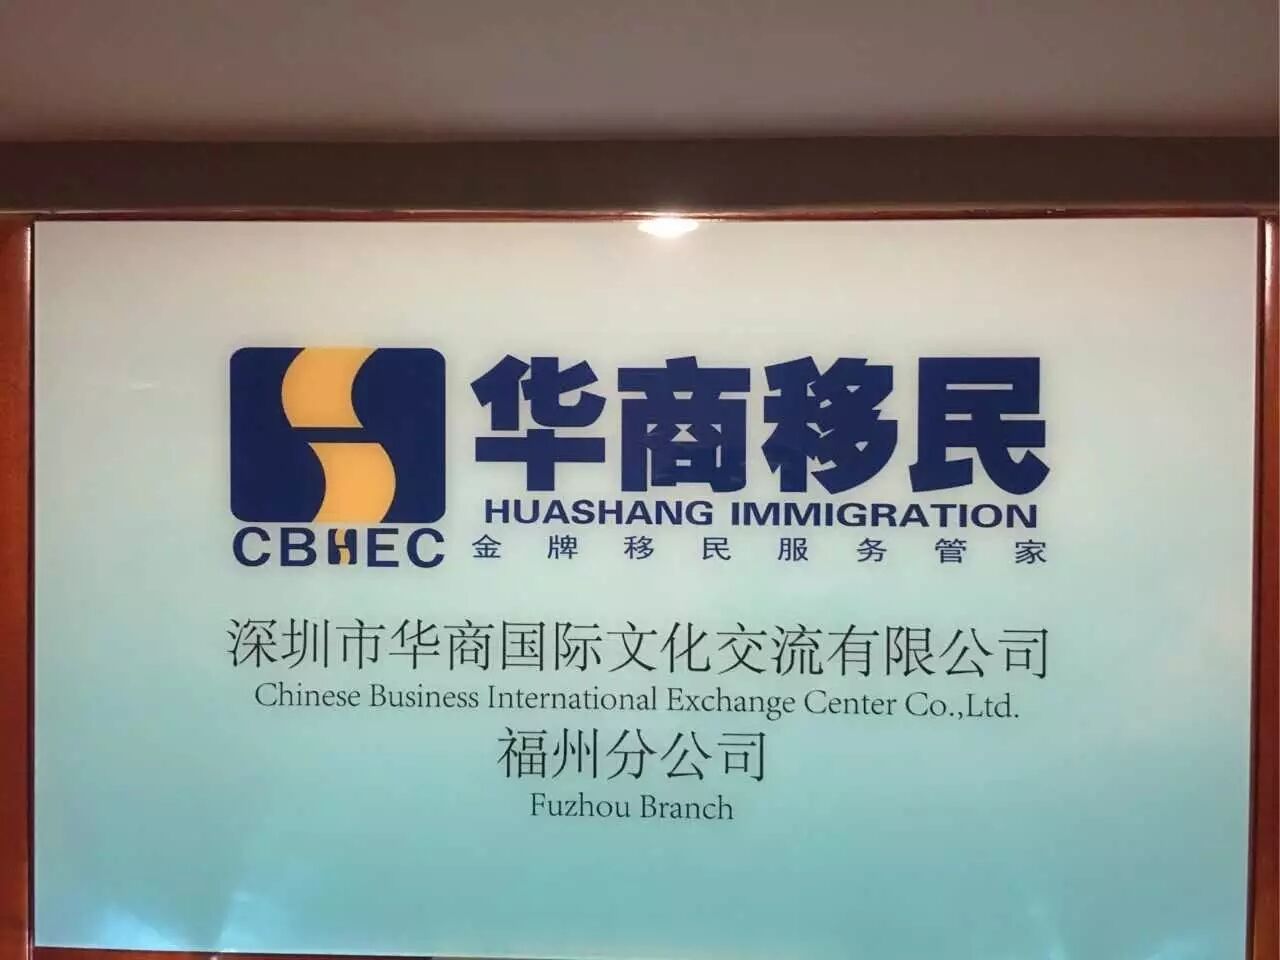 华商移民
HUASHANG IMMIGRATION
CBHEC
金牌移民服务管家
深圳市华商国际文化交流有限公司
Chinese Business International Exchange Center Co.,Ltd.
福州分公司
Fuzhou Branch